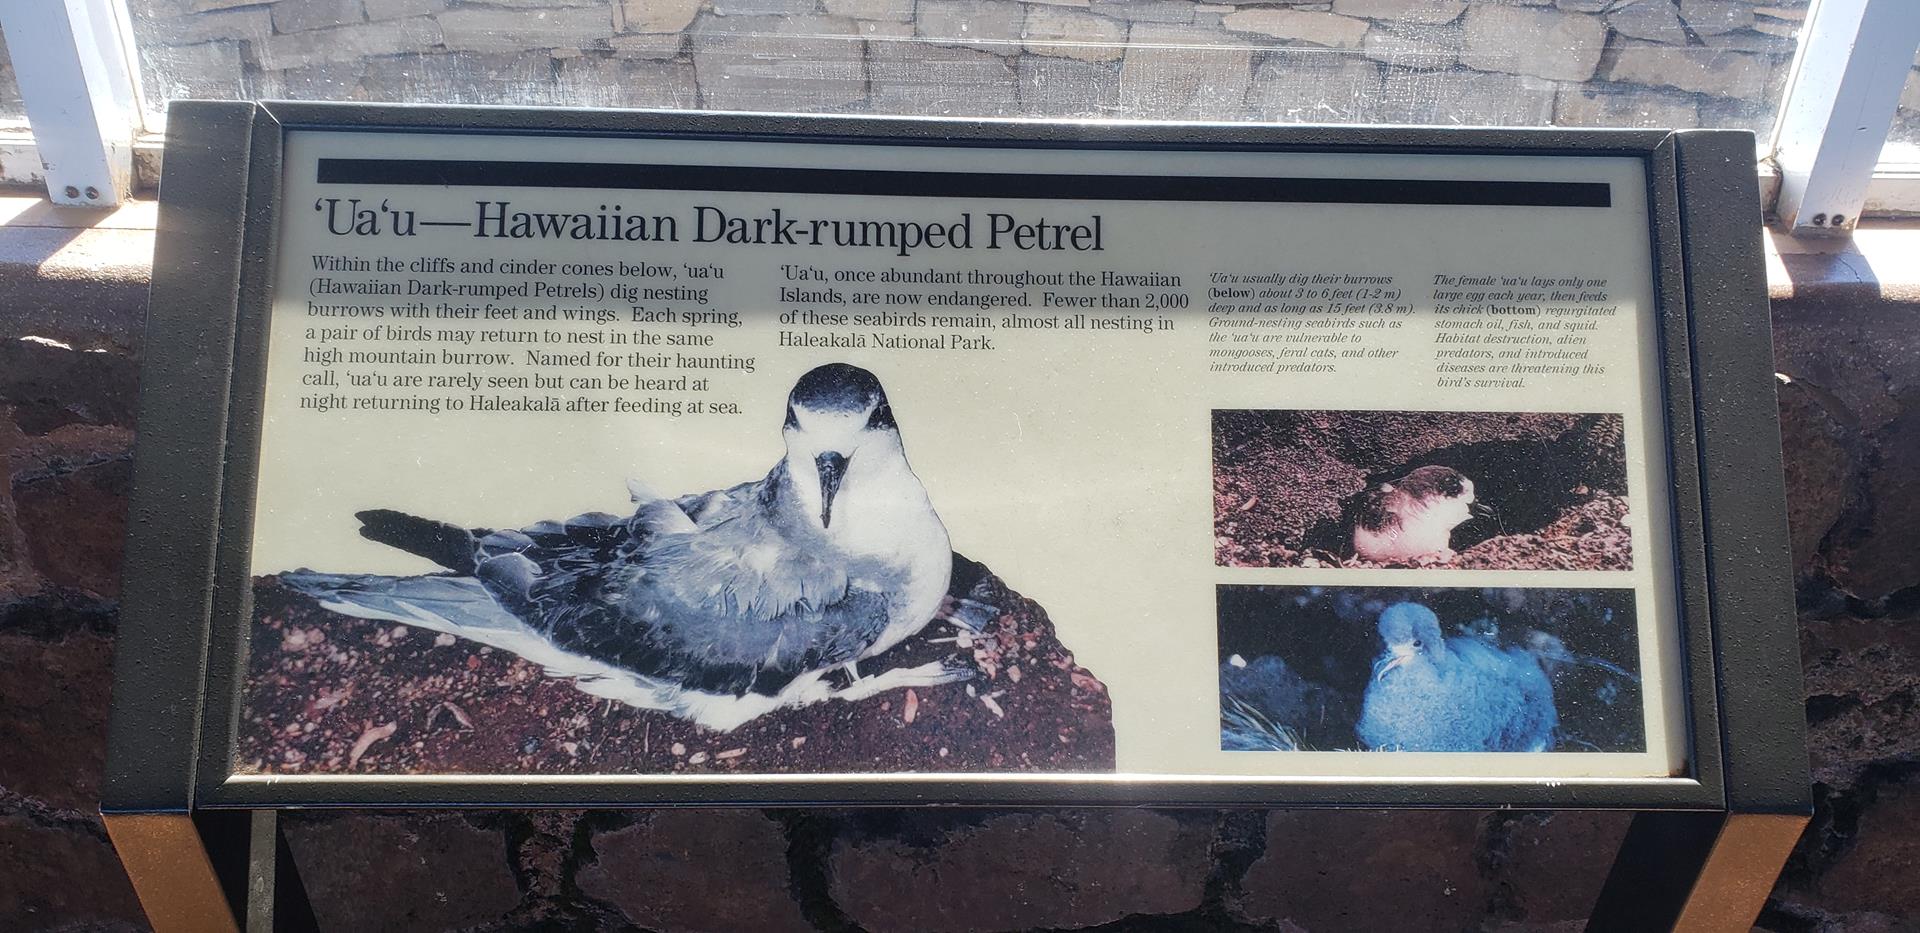 ʻUaʻu—Hawaiian Dark-rumped Petrel
Within the cliffs and cinder cones below, ʻuaʻu
(Hawaiian Dark-rumped Petrels) dig nesting
burrows with their feet and wings. Each spring,
a pair of birds may return to nest in the same
high mountain burrow. Named for their haunting
call, ʻuaʻu are rarely seen but can be heard at
night returning to Haleakalā after feeding at sea.
ʻUaʻu, once abundant throughout the Hawaiian
Islands, are now endangered. Fewer than 2,000
of these seabirds remain, almost all nesting in
Haleakalā National Park.
ʻUaʻu usually dig their burrows
(below) about 3 to 6 feet (1-2 m)
deep and as long as 15 feet (3.8 m).
Ground-nesting seabirds such as
the ʻuaʻu are vulnerable to
mongooses, feral cats, and other
introduced predators.
The female ʻuaʻu lays only one
large egg each year, then feeds
its chick (bottom) regurgitated
stomach oil, fish, and squid.
Habitat destruction, alien
predators, and introduced
diseases are threatening this
bird's survival.